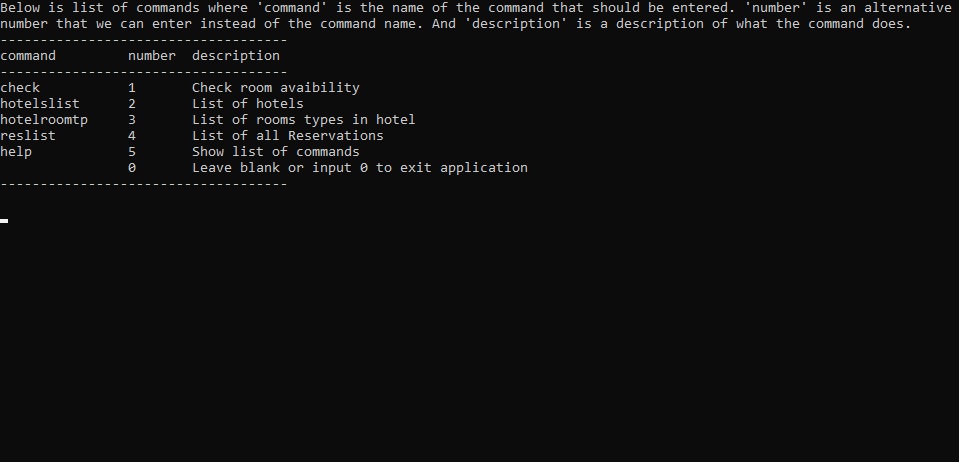 Below is list of commands where 'command' is the name of the command that should be entered. 'number' is an alternative
number that we can enter instead of the command name. And 'description' is a description of what the command does.
------------------------------------
command         number  description
------------------------------------
check           1       Check room avaibility
hotelslist      2       List of hotels
hotelroomtp     3       List of rooms types in hotel
reslist         4       List of all Reservations
help            5       Show list of commands
                0       Leave blank or input 0 to exit application
------------------------------------